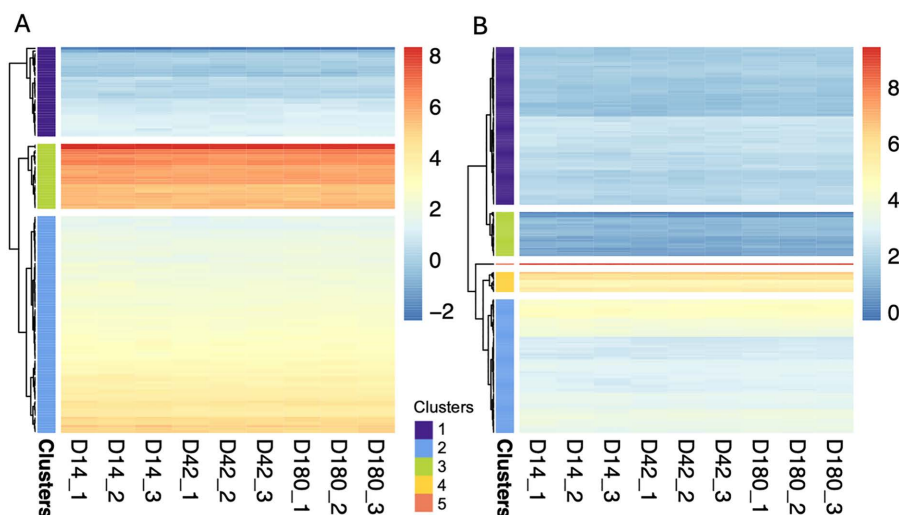 A
8
6
4
2
0
−2
Clusters
D14_1
D14_2
D14_3
D42_1
D42_2
D42_3
D180_1
D180_2
D180_3
Clusters
1
2
3
4
5
B
8
6
4
2
0
Clusters
D14_1
D14_2
D14_3
D42_1
D42_2
D42_3
D180_1
D180_2
D180_3